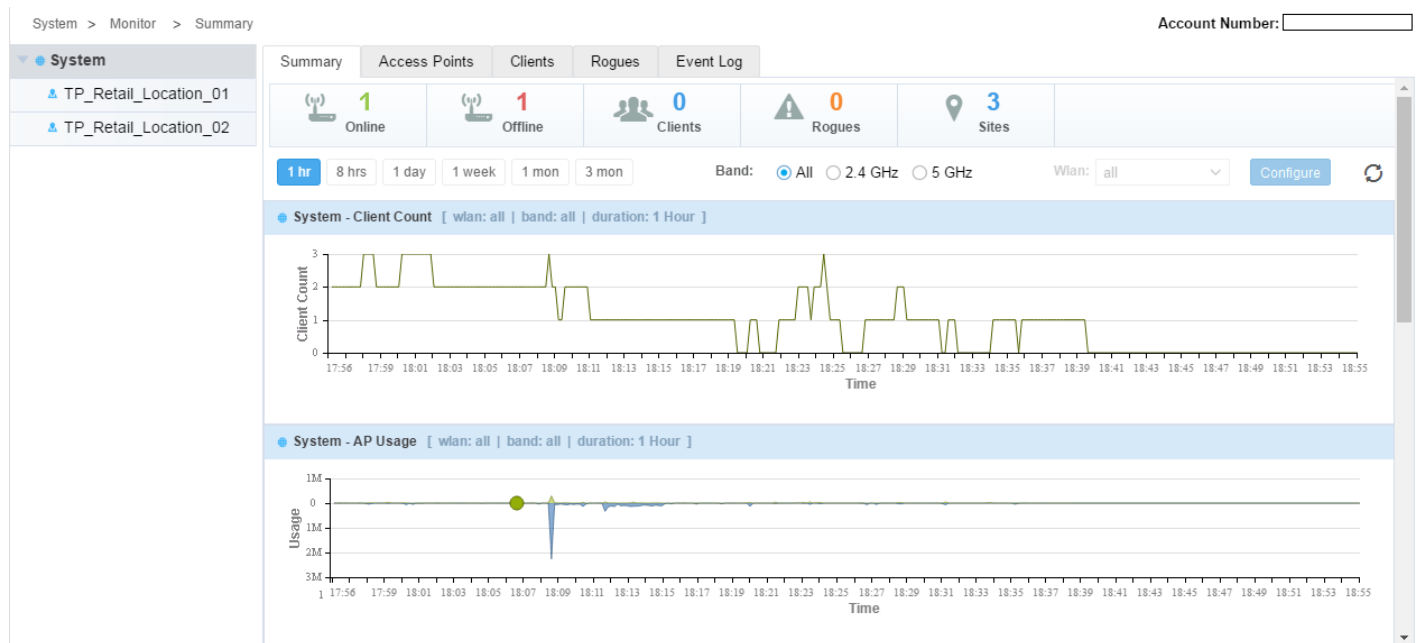 System > Monitor > Summary
Account Number:
System
TP_Retail_Location_01
TP_Retail_Location_02
Summary Access Points Clients Rogues Event Log
1 Online
1 Offline
0 Clients
0 Rogues
3 Sites
1 hr 8 hrs 1 day 1 week 1 mon 3 mon Band: All 2.4 GHz 5 GHz Wlan: all Configure
System - Client Count [ wlan: all | band: all | duration: 1 Hour ]
Client Count
3
2
1
0
17:56 17:59 18:01 18:03 18:05 18:07 18:09 18:11 18:13 18:15 18:17 18:19 18:21 18:23 18:25 18:27 18:29 18:31 18:33 18:35 18:37 18:39 18:41 18:43 18:45 18:47 18:49 18:51 18:53 18:55
Time
System - AP Usage [ wlan: all | band: all | duration: 1 Hour ]
Usage
1M
0
1M
2M
3M
1 17:56 17:59 18:01 18:03 18:05 18:07 18:09 18:11 18:13 18:15 18:17 18:19 18:21 18:23 18:25 18:27 18:29 18:31 18:33 18:35 18:37 18:39 18:41 18:43 18:45 18:47 18:49 18:51 18:53 18:55
Time